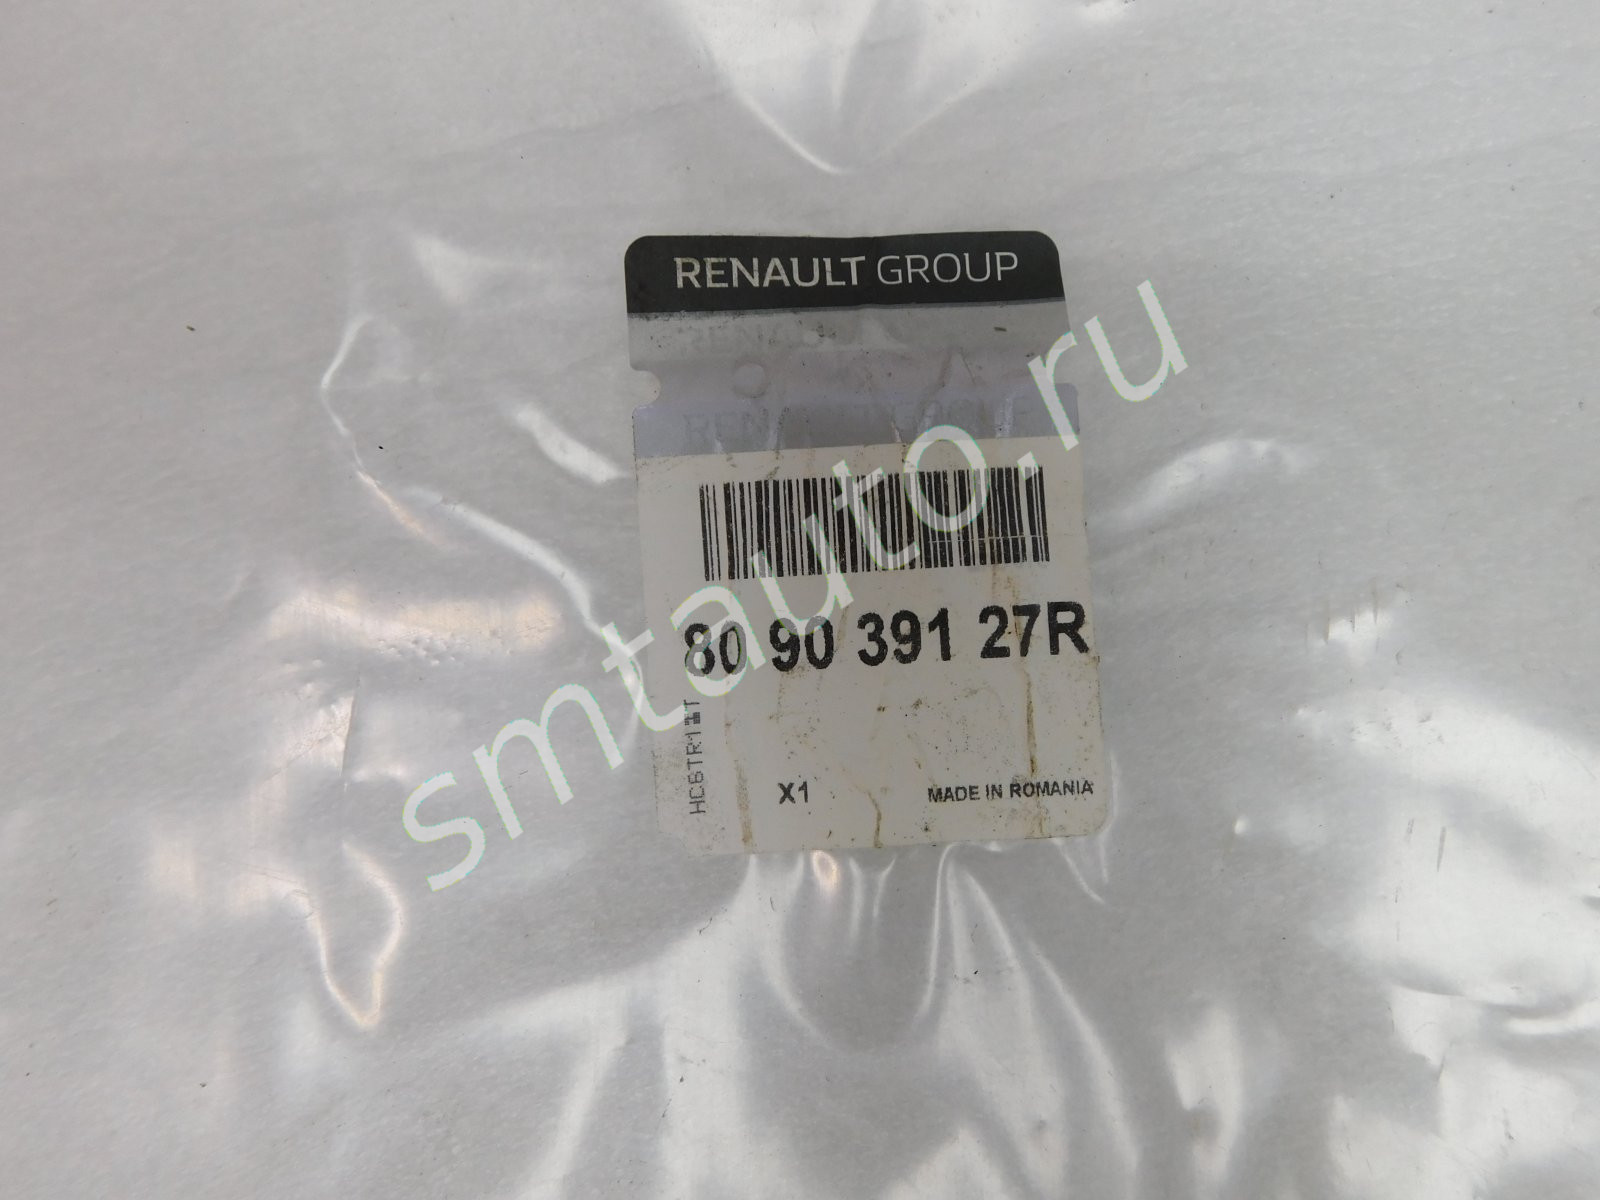 RENAULT GROUP
80 90 391 27R
X1
MADE IN ROMANIA
smtauto.ru